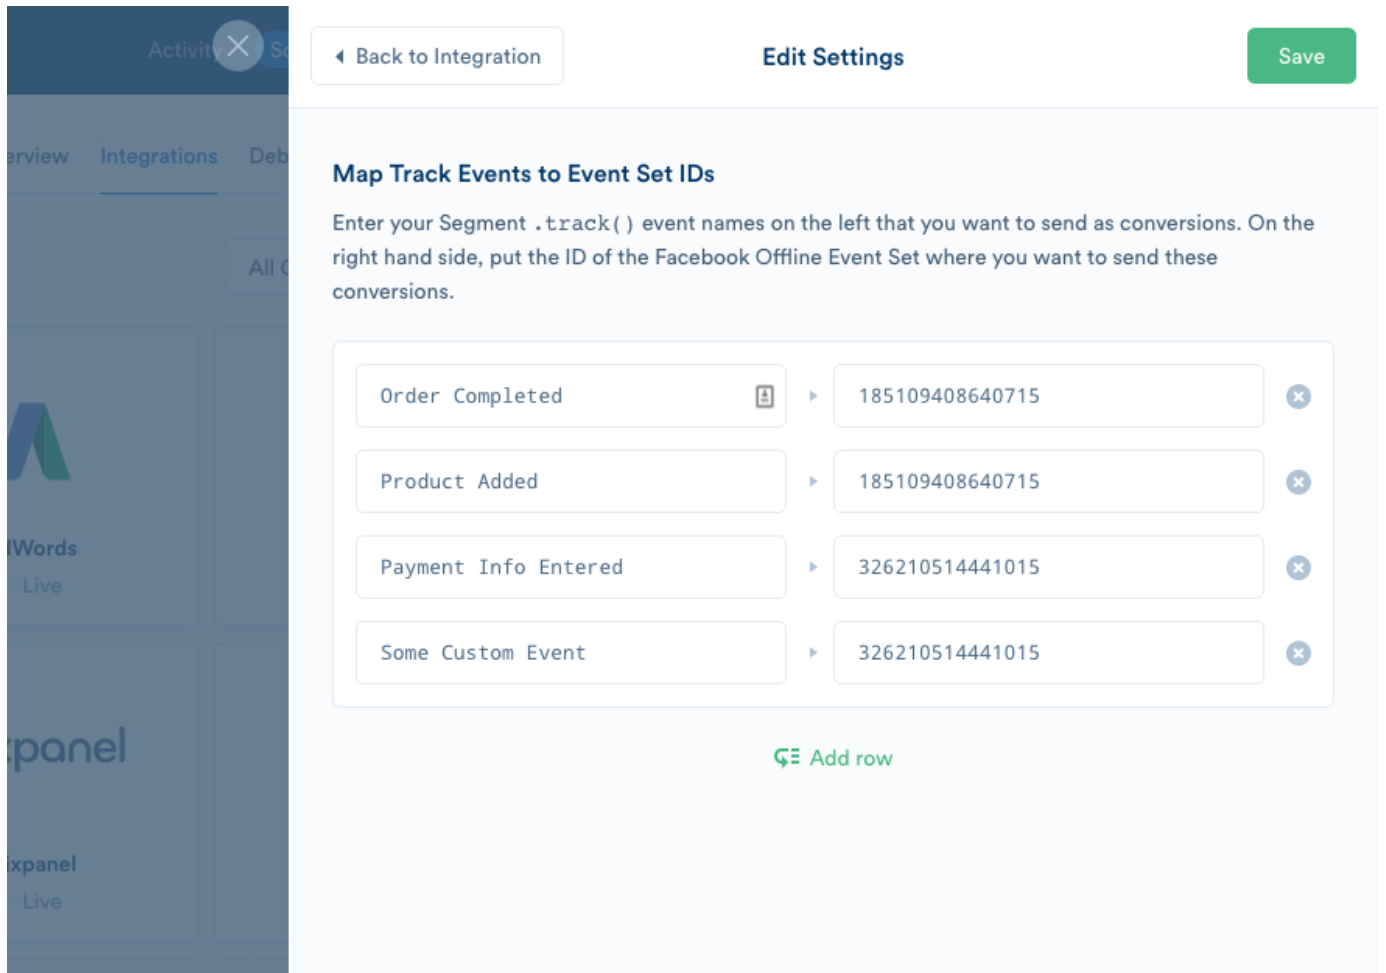 Activity
Back to Integration
Edit Settings
Save
Integrations
Map Track Events to Event Set IDs
Enter your Segment .track() event names on the left that you want to send as conversions. On the
right hand side, put the ID of the Facebook Offline Event Set where you want to send these
conversions.
All
Order Completed
185109408640715
Product Added
185109408640715
Payment Info Entered
326210514441015
Some Custom Event
326210514441015
Add row
Live
Live